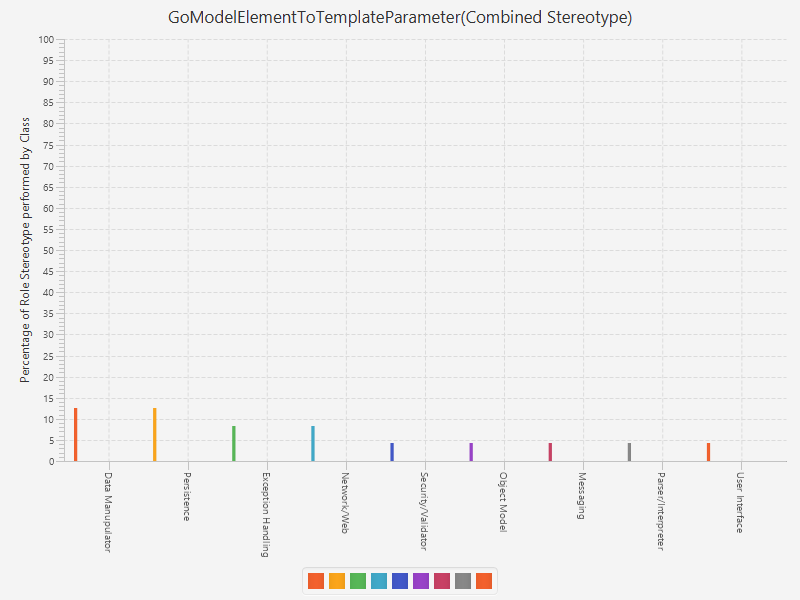 GoModelElementToTemplateParameter(Combined Stereotype)
Percentage of Role Stereotype performed by Class
100
95
90
85
80
75
70
65
60
55
50
45
40
35
30
25
20
15
10
5
0
Data Manupulator
Persistence
Exception Handling
Network/Web
Security/Validator
Object Model
Messaging
Parser/Interpreter
User Interface